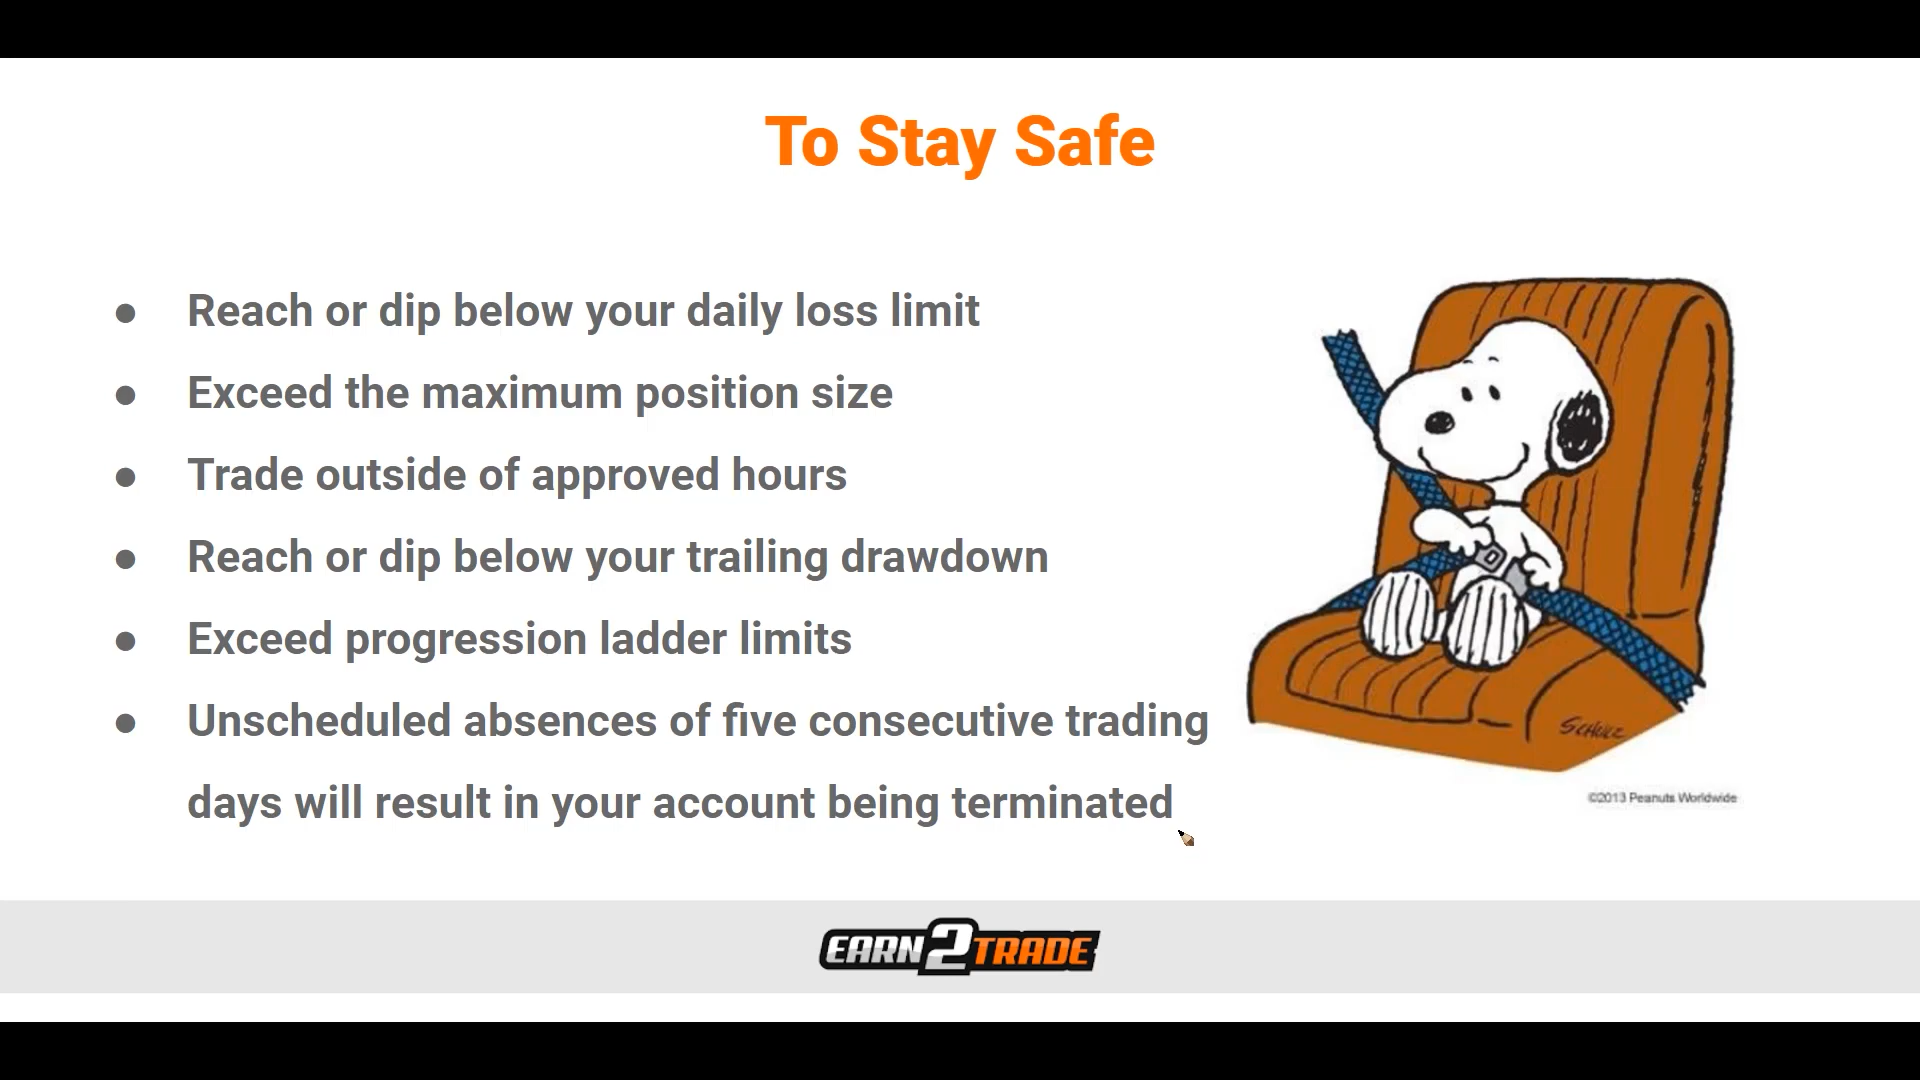 To Stay Safe
● Reach or dip below your daily loss limit
● Exceed the maximum position size
● Trade outside of approved hours
● Reach or dip below your trailing drawdown
● Exceed progression ladder limits
● Unscheduled absences of five consecutive trading
days will result in your account being terminated
SCHULZ
©2013 Peanuts Worldwide
EARN2TRADE